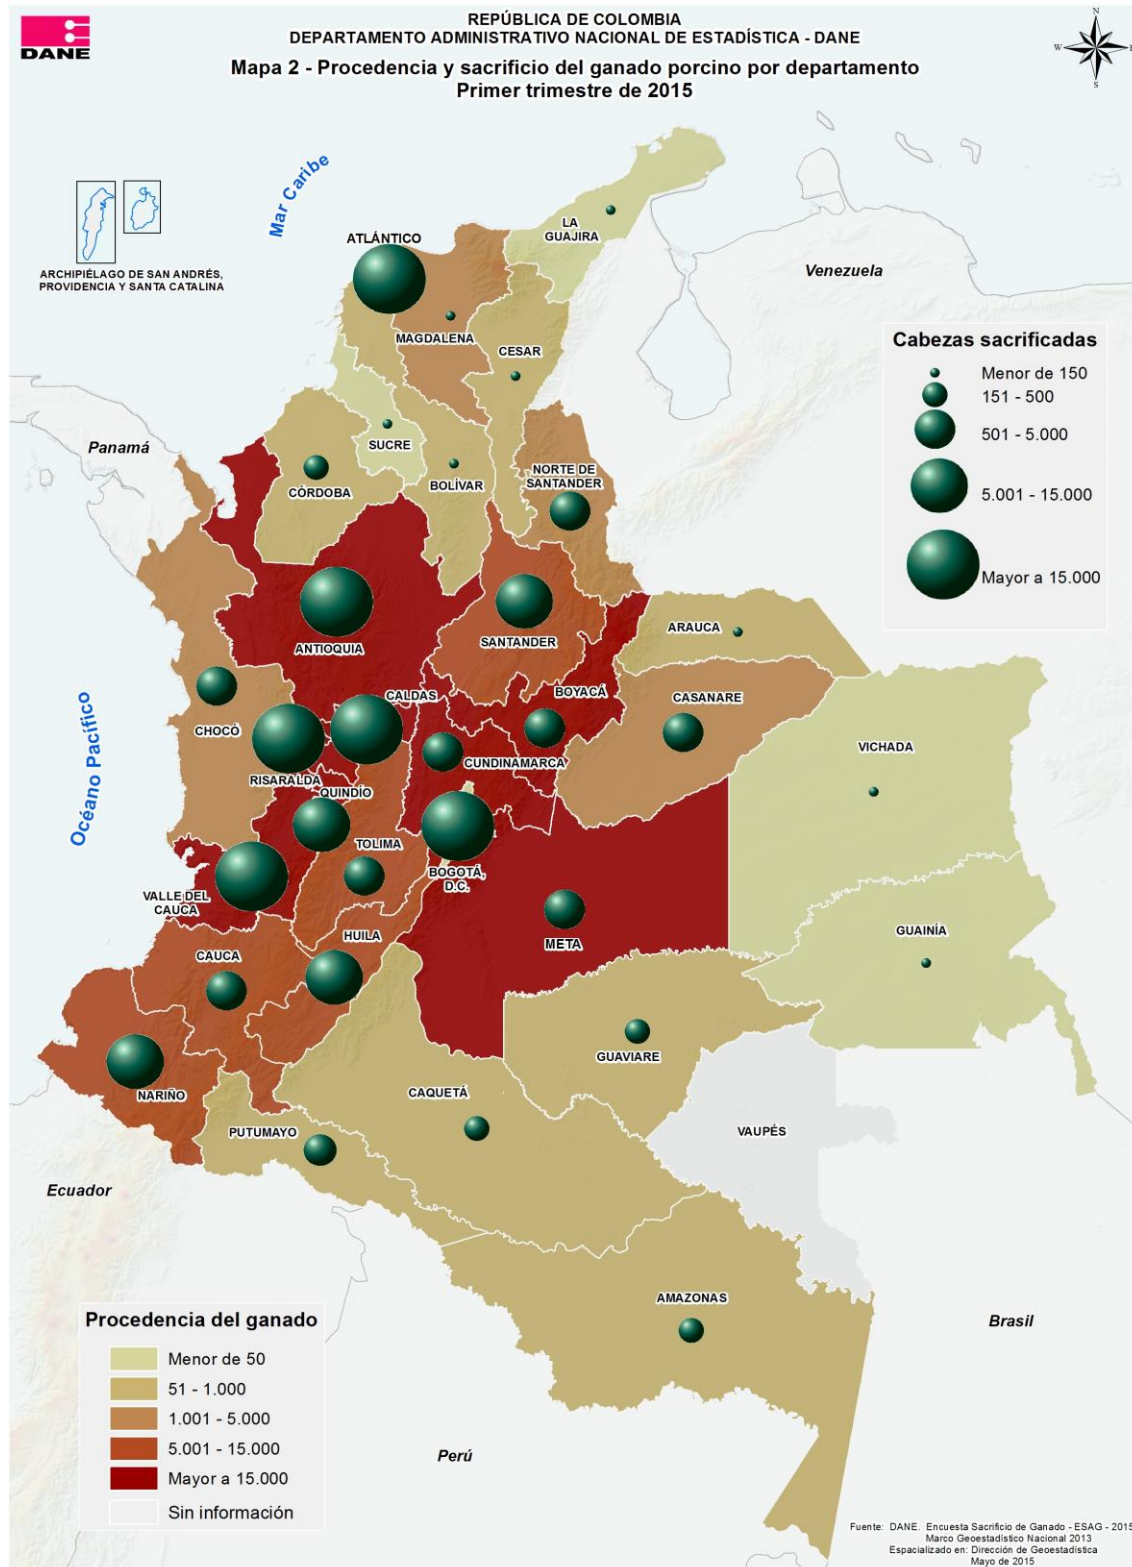 DANE
REPÚBLICA DE COLOMBIA
DEPARTAMENTO ADMINISTRATIVO NACIONAL DE ESTADÍSTICA - DANE
Mapa 2 - Procedencia y sacrificio del ganado porcino por departamento
Primer trimestre de 2015
N
W
E
S
Mar Caribe
ARCHIPIÉLAGO DE SAN ANDRÉS,
PROVIDENCIA Y SANTA CATALINA
LA
GUAJIRA
ATLÁNTICO
Venezuela
MAGDALENA
CESAR
Cabezas sacrificadas
Menor de 150
151 - 500
501 - 5.000
5.001 - 15.000
Mayor a 15.000
Panamá
SUCRE
CÓRDOBA
BOLÍVAR
NORTE DE
SANTANDER
ANTIOQUIA
SANTANDER
ARAUCA
Océano Pacífico
CHOCÓ
CALDAS
BOYACÁ
CASANARE
VICHADA
RISARALDA
CUNDINAMARCA
QUINDÍO
TOLIMA
BOGOTÁ,
D.C.
VALLE DEL
CAUCA
HUILA
META
GUAINÍA
CAUCA
GUAVIARE
NARIÑO
CAQUETÁ
PUTUMAYO
VAUPÉS
Ecuador
AMAZONAS
Brasil
Perú
Procedencia del ganado
Menor de 50
51 - 1.000
1.001 - 5.000
5.001 - 15.000
Mayor a 15.000
Sin información
Fuente: DANE. Encuesta Sacrificio de Ganado - ESAG - 2015
Marco Geoestadístico Nacional 2013
Espacializado en: Dirección de Geoestadística
Mayo de 2015